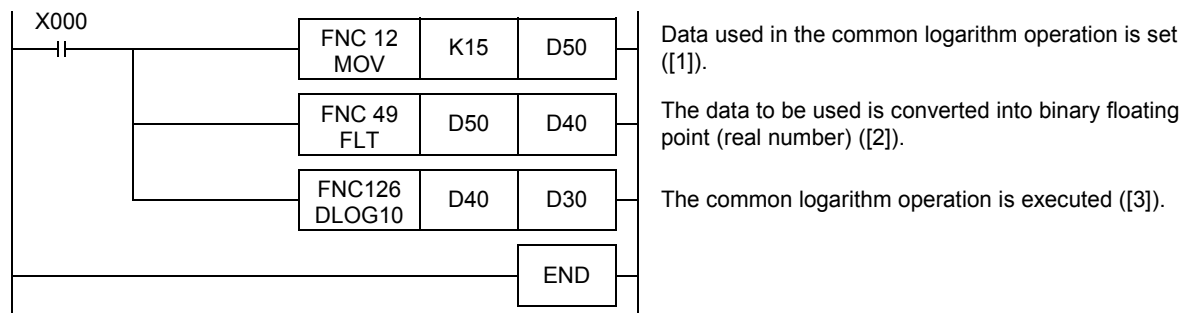 X000
FNC 12
MOV
K15
D50
Data used in the common logarithm operation is set
([1]).
FNC 49
FLT
D50
D40
The data to be used is converted into binary floating
point (real number) ([2]).
FNC126
DLOG10
D40
D30
The common logarithm operation is executed ([3]).
END